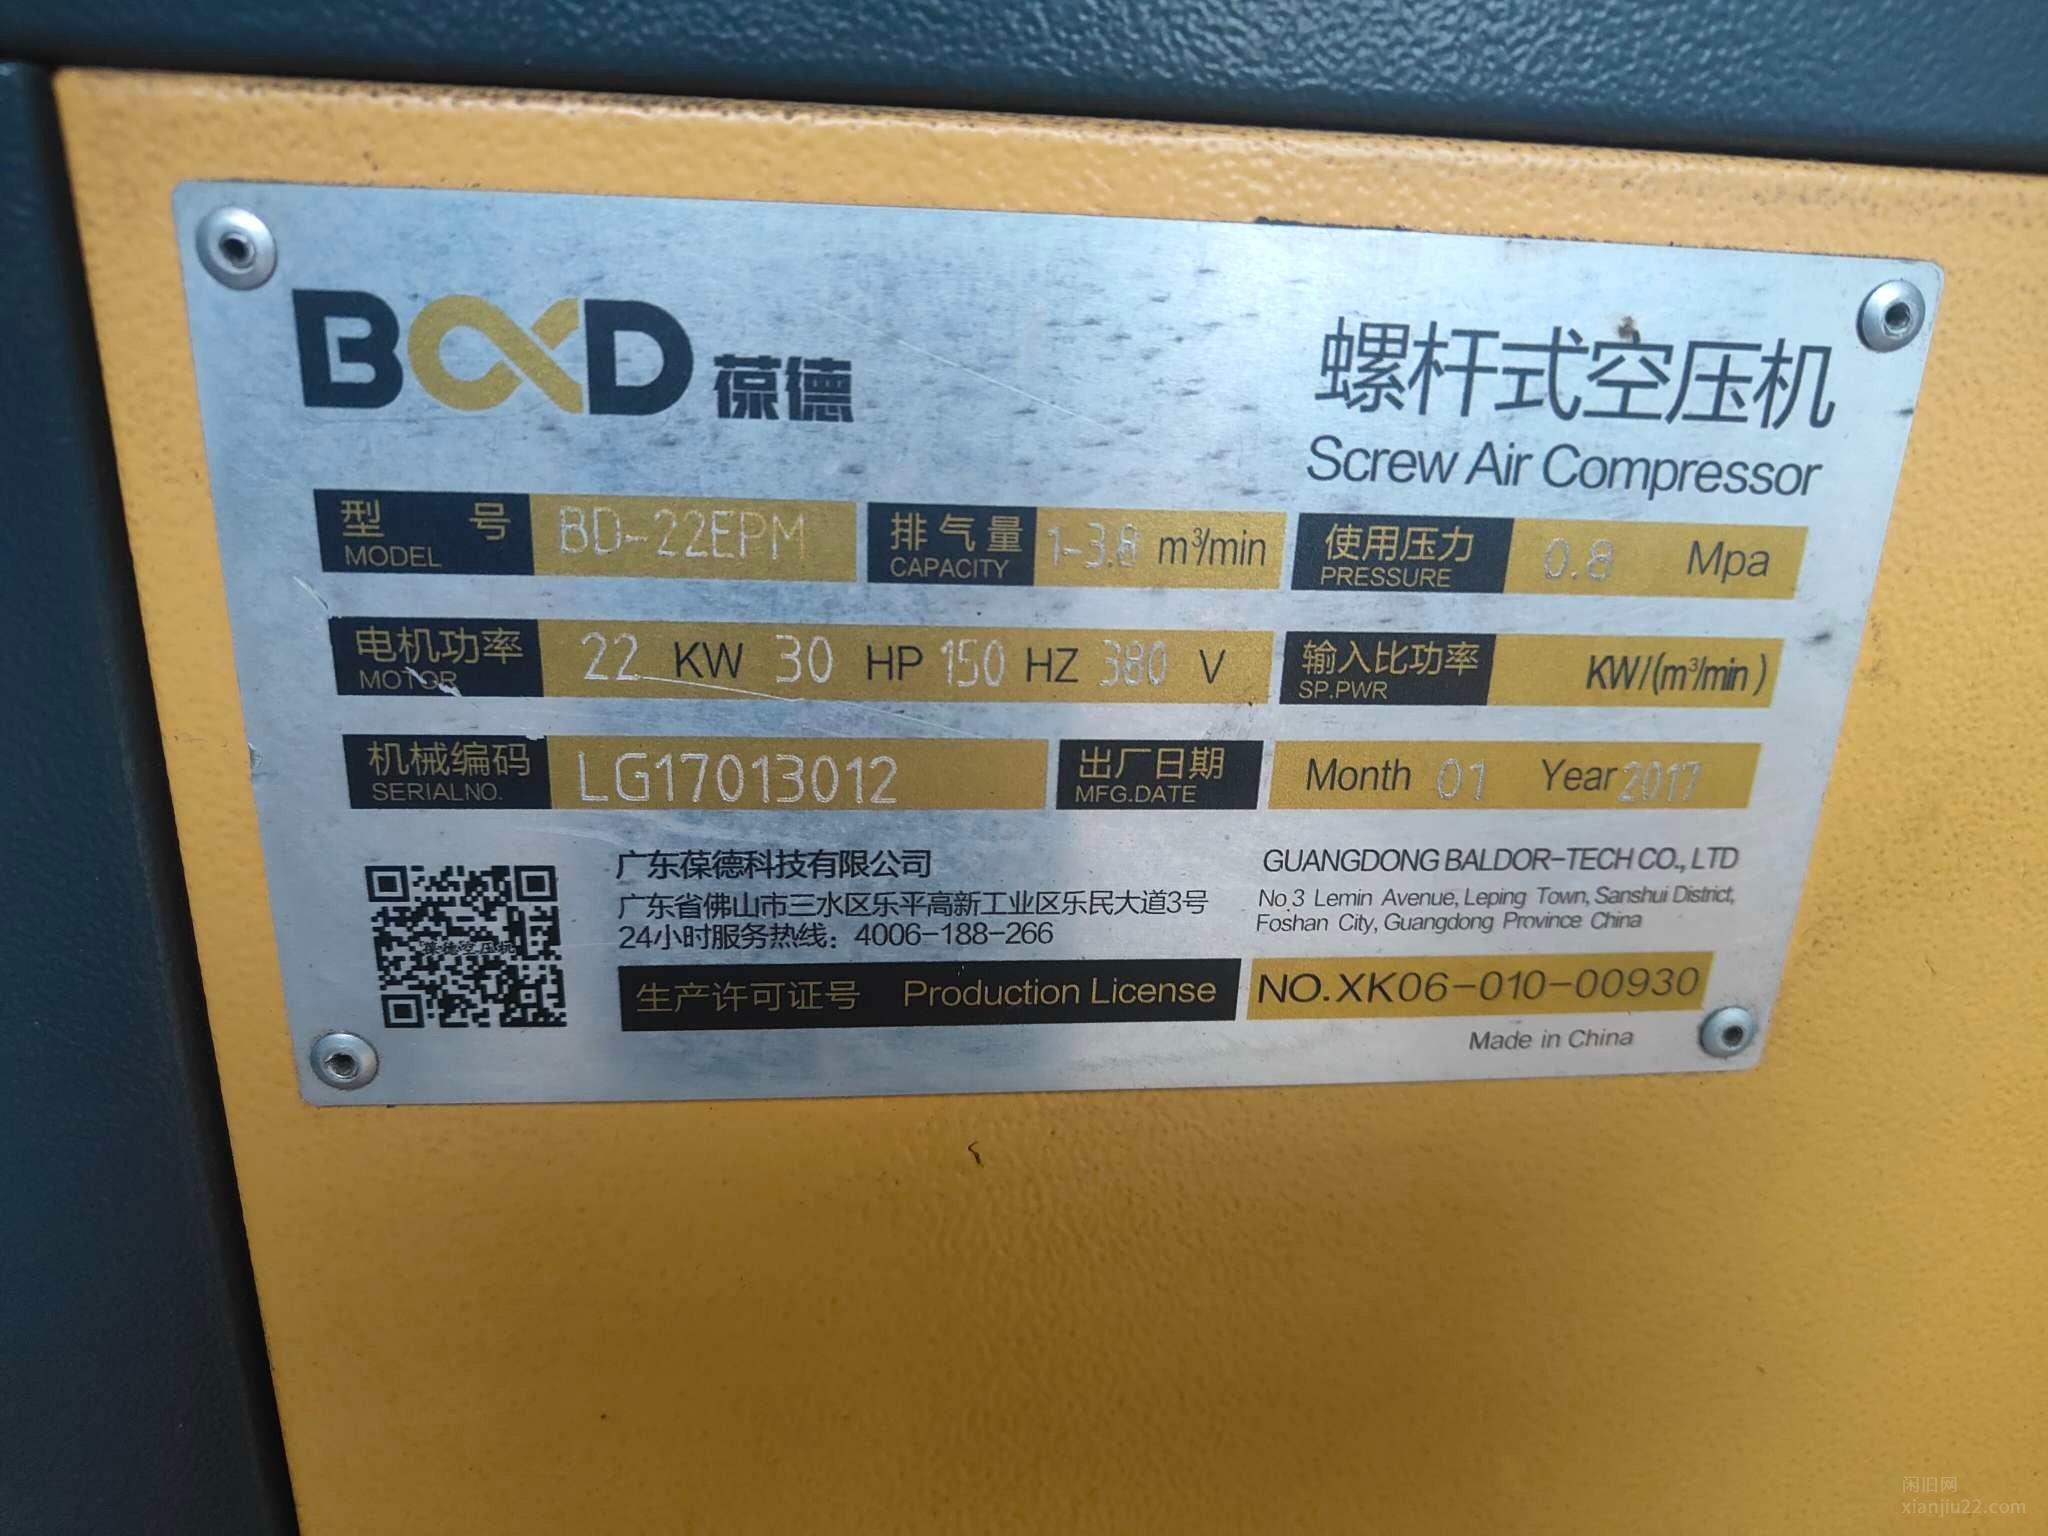 BOD 葆德
螺杆式空压机
Screw Air Compressor
型 号 BD-22EPM 排气量 1-3.8 m³/min 使用压力 0.8 Mpa
MODEL CAPACITY PRESSURE
电机功率 22 KW 30 HP 150 HZ 380 V 输入比功率 KW/(m³/min)
MOTOR SP.PWR
机械编码 LG17013012 出厂日期 Month 01 Year 2017
SERIALNO. MFG.DATE
葆德空压机
广东葆德科技有限公司
广东省佛山市三水区乐平高新工业区乐民大道3号
24小时服务热线：4006-188-266
GUANGDONG BALDOR-TECH CO., LTD
No.3 Lemin Avenue, Leping Town, Sanshui District,
Foshan City, Guangdong Province China
生产许可证号 Production License NO.XK06-010-00930
Made in China
闲旧网
xianjiu22.com